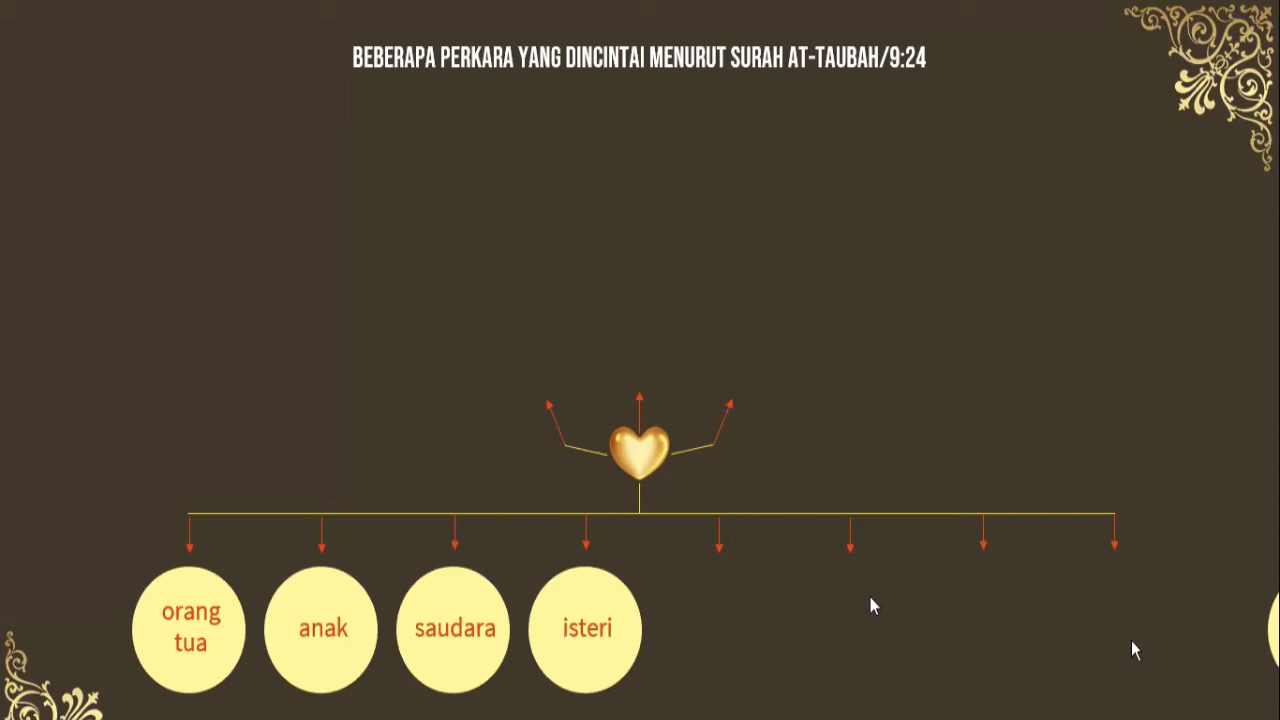 BEBERAPA PERKARA YANG DINCINTAI MENURUT SURAH AT-TAUBAH/9:24
orang
tua
anak
saudara
isteri